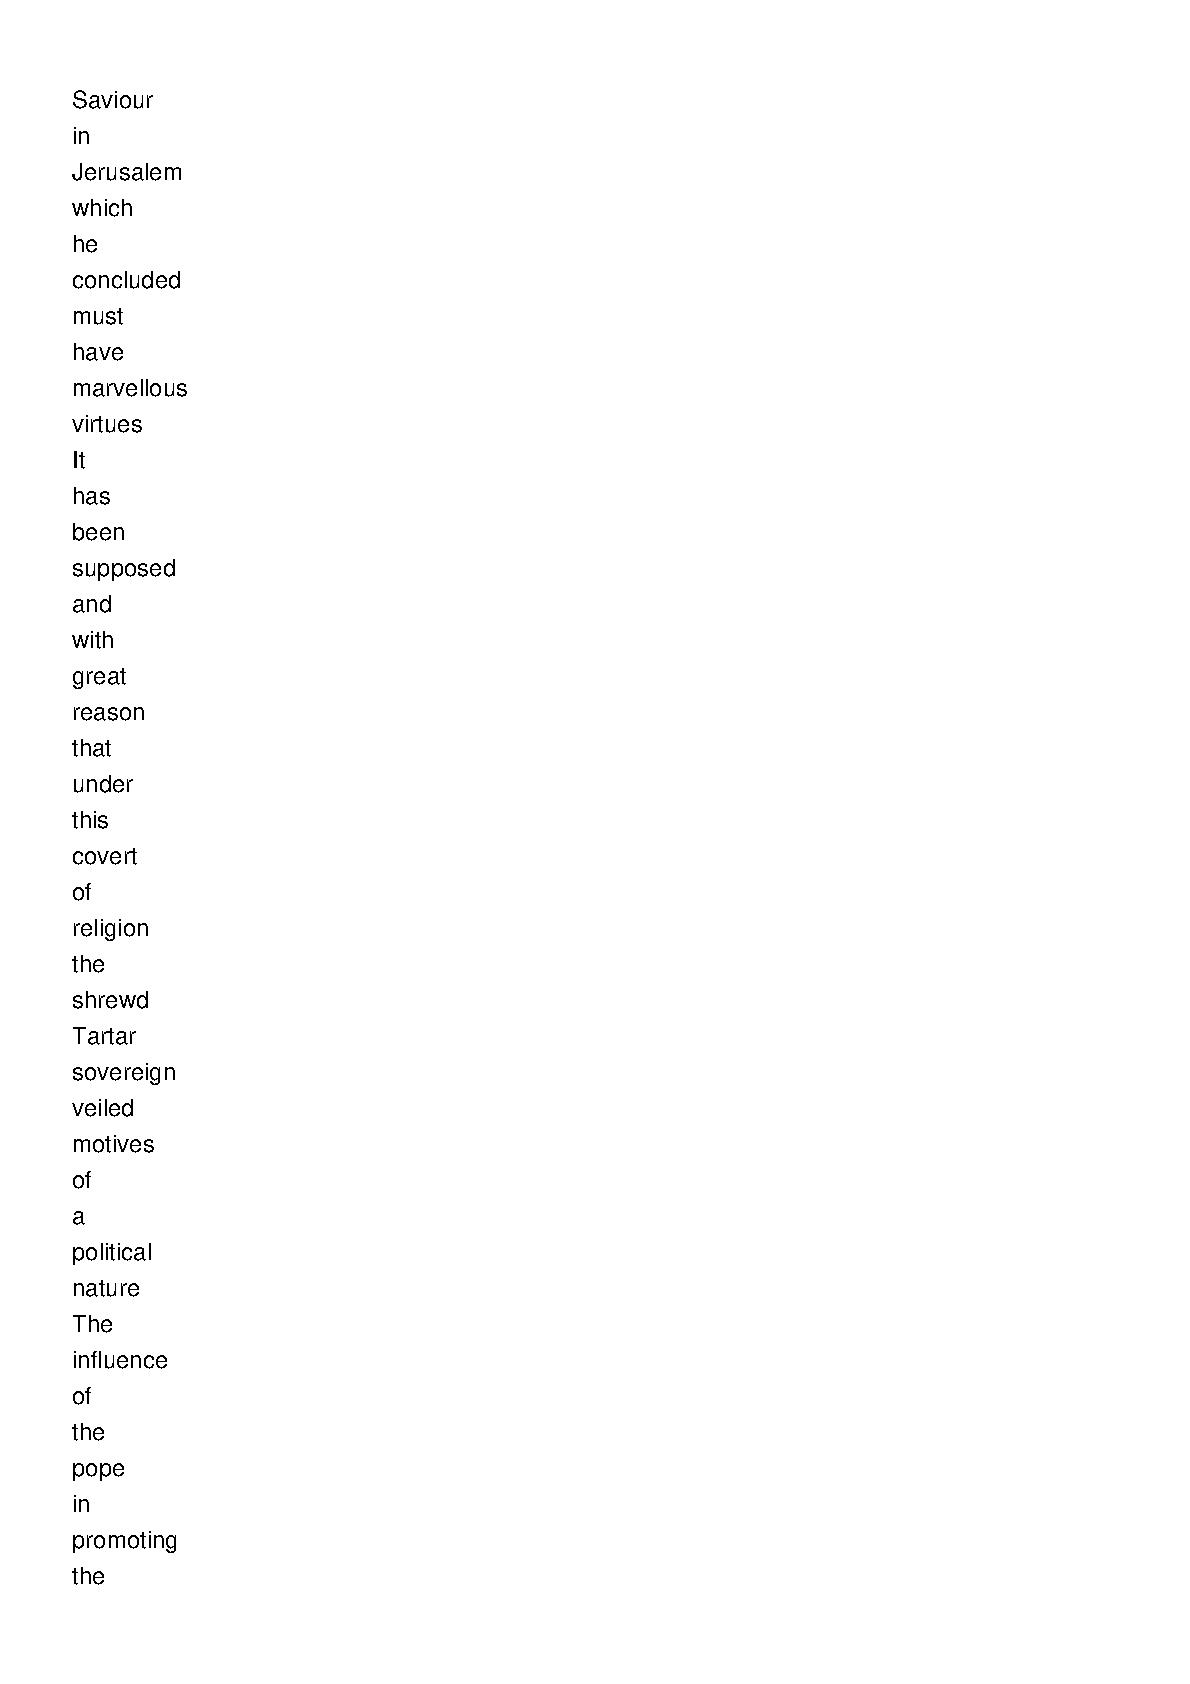 Saviour
in
Jerusalem
which
he
concluded
must
have
marvellous
virtues
It
has
been
supposed
and
with
great
reason
that
under
this
covert
of
religion
the
shrewd
Tartar
sovereign
veiled
motives
of
a
political
nature
The
influence
of
the
pope
in
promoting
the